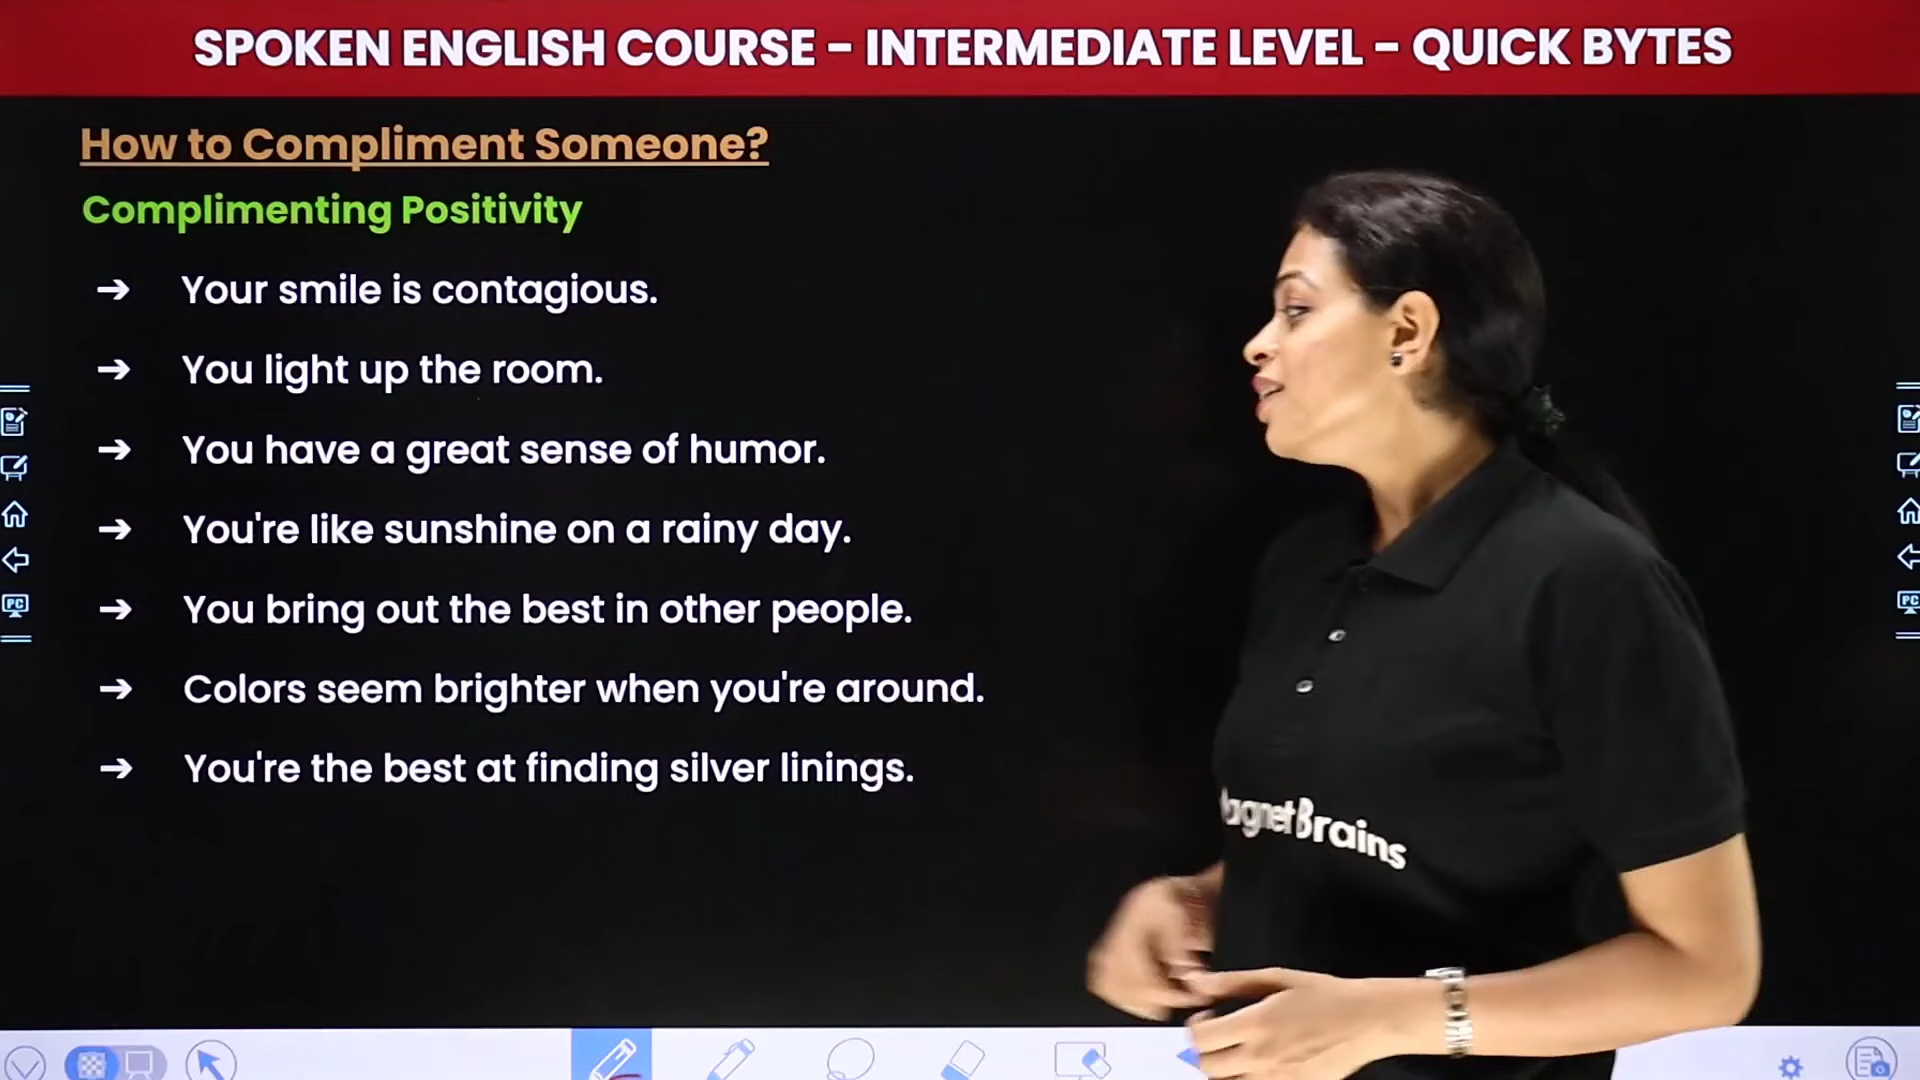 SPOKEN ENGLISH COURSE – INTERMEDIATE LEVEL – QUICK BYTES
How to Compliment Someone?
Complimenting Positivity
➔ Your smile is contagious.
➔ You light up the room.
➔ You have a great sense of humor.
➔ You're like sunshine on a rainy day.
➔ You bring out the best in other people.
➔ Colors seem brighter when you're around.
➔ You're the best at finding silver linings.
agnetBrains
PC
PC